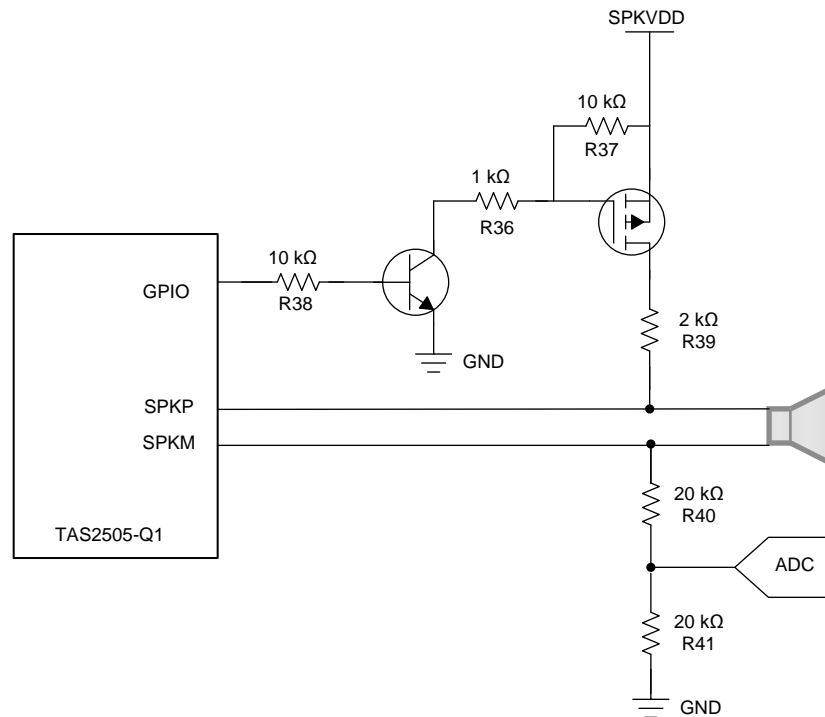 SPKVDD
10 kΩ
R37
1 kΩ
R36
GPIO
10 kΩ
R38
2 kΩ
R39
GND
SPKP
SPKM
20 kΩ
R40
TAS2505-Q1
ADC
20 kΩ
R41
GND